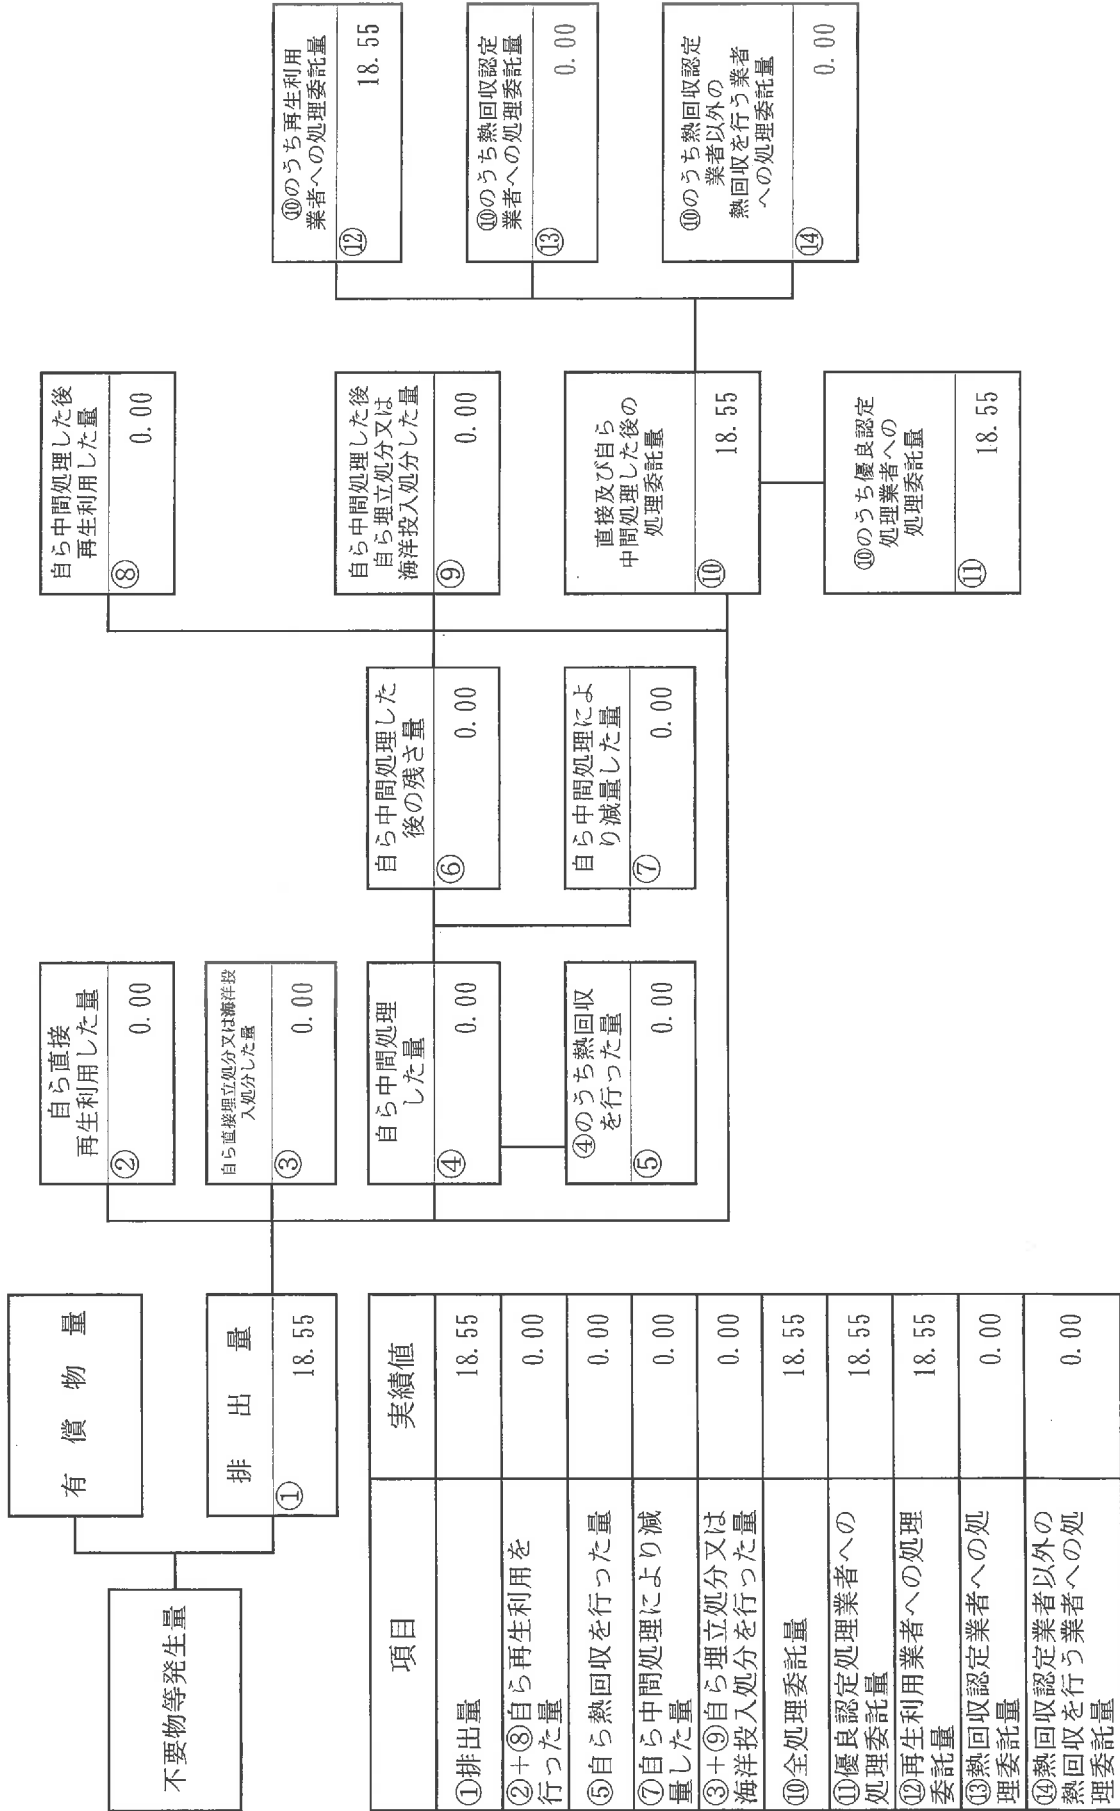 不要物等発生量
有償物量
排出量
① 18.55
自ら直接
再生利用した量
② 0.00
自ら直接埋立処分又は海洋投
入処分した量
③ 0.00
自ら中間処理
した量
④ 0.00
④のうち熱回収
を行った量
⑤ 0.00
自ら中間処理した
後の残さ量
⑥ 0.00
自ら中間処理によ
り減量した量
⑦ 0.00
自ら中間処理した後
再生利用した量
⑧ 0.00
自ら中間処理した後
自ら埋立処分又は
海洋投入処分した量
⑨ 0.00
直接及び自ら
中間処理した後の
処理委託量
⑩ 18.55
⑩のうち優良認定
処理業者への
処理委託量
⑪ 18.55
⑩のうち再生利用
業者への処理委託量
⑫ 18.55
⑩のうち熱回収認定
業者への処理委託量
⑬ 0.00
⑩のうち熱回収認定
業者以外の
熱回収を行う業者
への処理委託量
⑭ 0.00
項目 実績値
①排出量 18.55
②+⑧自ら再生利用を
行った量 0.00
⑤自ら熱回収を行った量 0.00
⑦自ら中間処理により減
量した量 0.00
③+⑨自ら埋立処分又は
海洋投入処分を行った量 0.00
⑩全処理委託量 18.55
⑪優良認定処理業者への
処理委託量 18.55
⑫再生利用業者への処理
委託量 18.55
⑬熱回収認定業者への処
理委託量 0.00
⑭熱回収認定業者以外の
熱回収を行う業者への処
理委託量 0.00